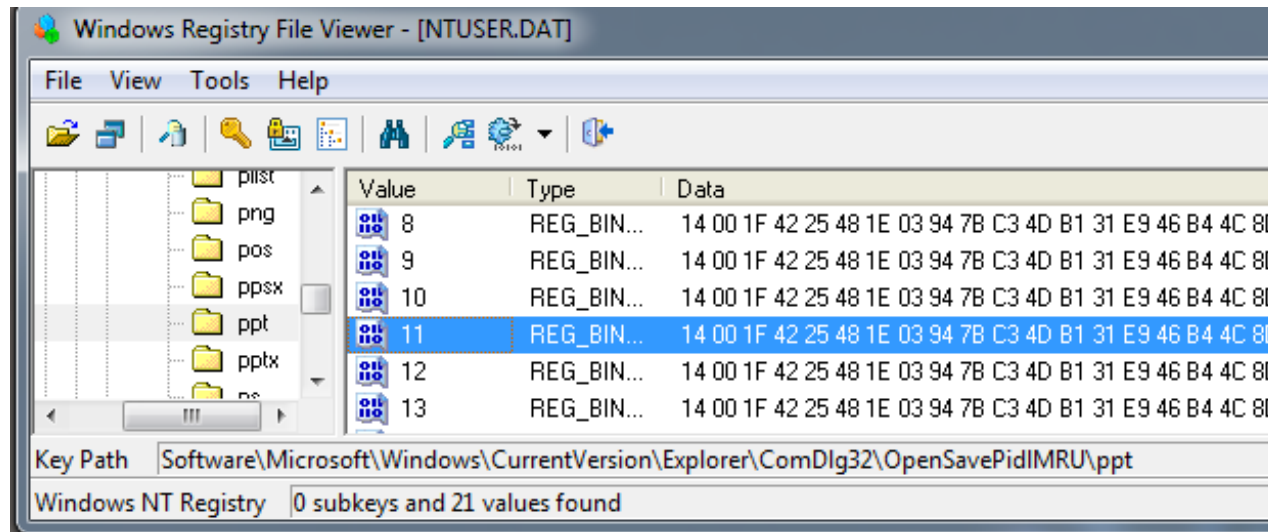 Windows Registry File Viewer - [NTUSER.DAT]
File View Tools Help
plist
png
pos
ppsx
ppt
pptx
ps
Value Type Data
8 REG_BIN... 14 00 1F 42 25 48 1E 03 94 7B C3 4D B1 31 E9 46 B4 4C 8D
9 REG_BIN... 14 00 1F 42 25 48 1E 03 94 7B C3 4D B1 31 E9 46 B4 4C 8D
10 REG_BIN... 14 00 1F 42 25 48 1E 03 94 7B C3 4D B1 31 E9 46 B4 4C 8D
11 REG_BIN... 14 00 1F 42 25 48 1E 03 94 7B C3 4D B1 31 E9 46 B4 4C 8D
12 REG_BIN... 14 00 1F 42 25 48 1E 03 94 7B C3 4D B1 31 E9 46 B4 4C 8D
13 REG_BIN... 14 00 1F 42 25 48 1E 03 94 7B C3 4D B1 31 E9 46 B4 4C 8D
Key Path Software\Microsoft\Windows\CurrentVersion\Explorer\ComDlg32\OpenSavePidlMRU\ppt
Windows NT Registry 0 subkeys and 21 values found